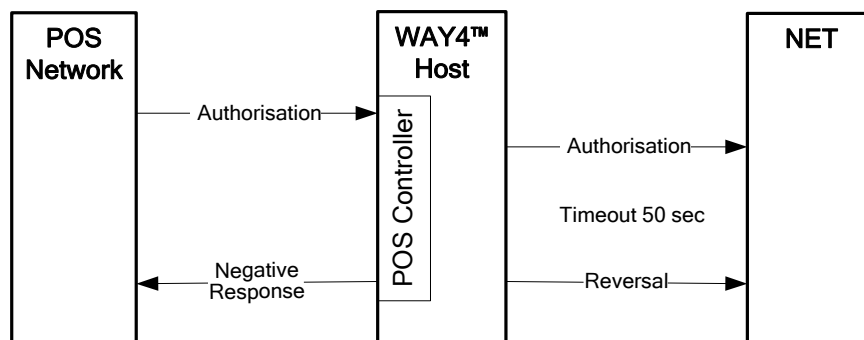 POS
Network
WAY4™
Host
NET
Authorisation
POS Controller
Authorisation
Timeout 50 sec
Negative
Response
Reversal